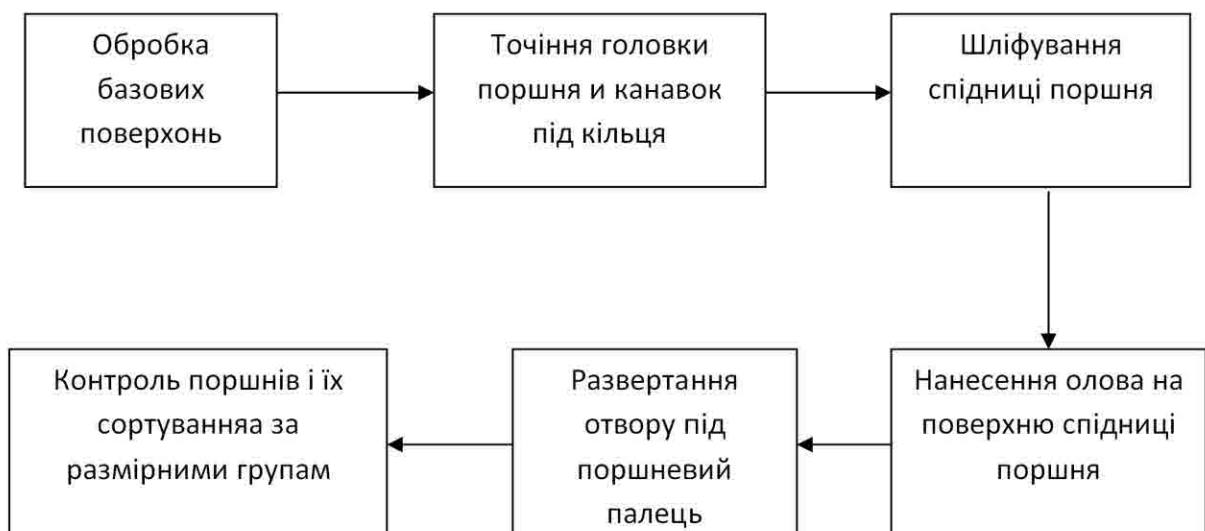 Обробка
базових
поверхонь
Точіння головки
поршня и канавок
під кільця
Шліфування
спідниці поршня
Нанесення олова на
поверхню спідниці
поршня
Развертання
отвору під
поршневий
палець
Контроль поршнів і їх
сортуванняа за
размірними групам